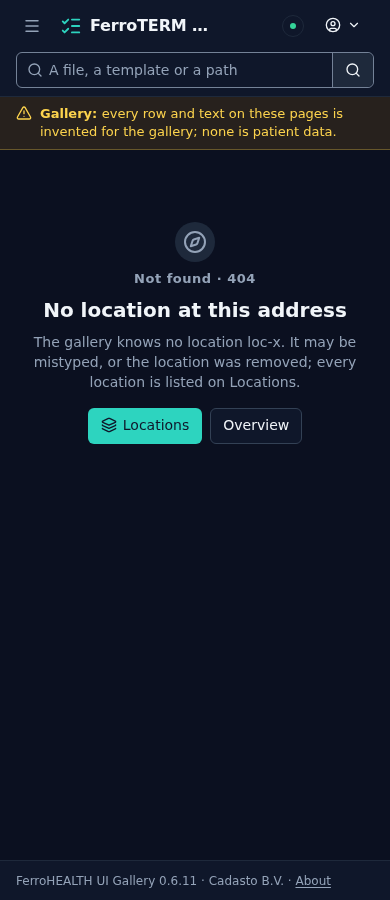 FerroTERM ...
A file, a template or a path
Gallery: every row and text on these pages is
invented for the gallery; none is patient data.
Not found · 404
No location at this address
The gallery knows no location loc-x. It may be
mistyped, or the location was removed; every
location is listed on Locations.
Locations
Overview
FerroHEALTH UI Gallery 0.6.11 · Cadasto B.V. · About